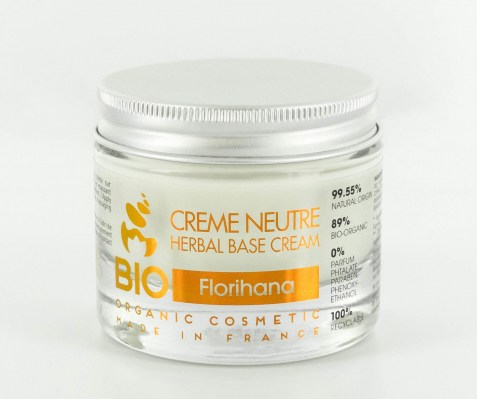 CREME NEUTRE
HERBAL BASE CREAM
BIO
Florihana
ORGANIC COSMETIC
MADE IN FRANCE
99.55%
NATURAL ORIGIN
89%
BIO-ORGANIC
0%
PARFUM
PHTALATE
PARABEN
PHENOXY-
ETHANOL
100%
RECYCLABLE